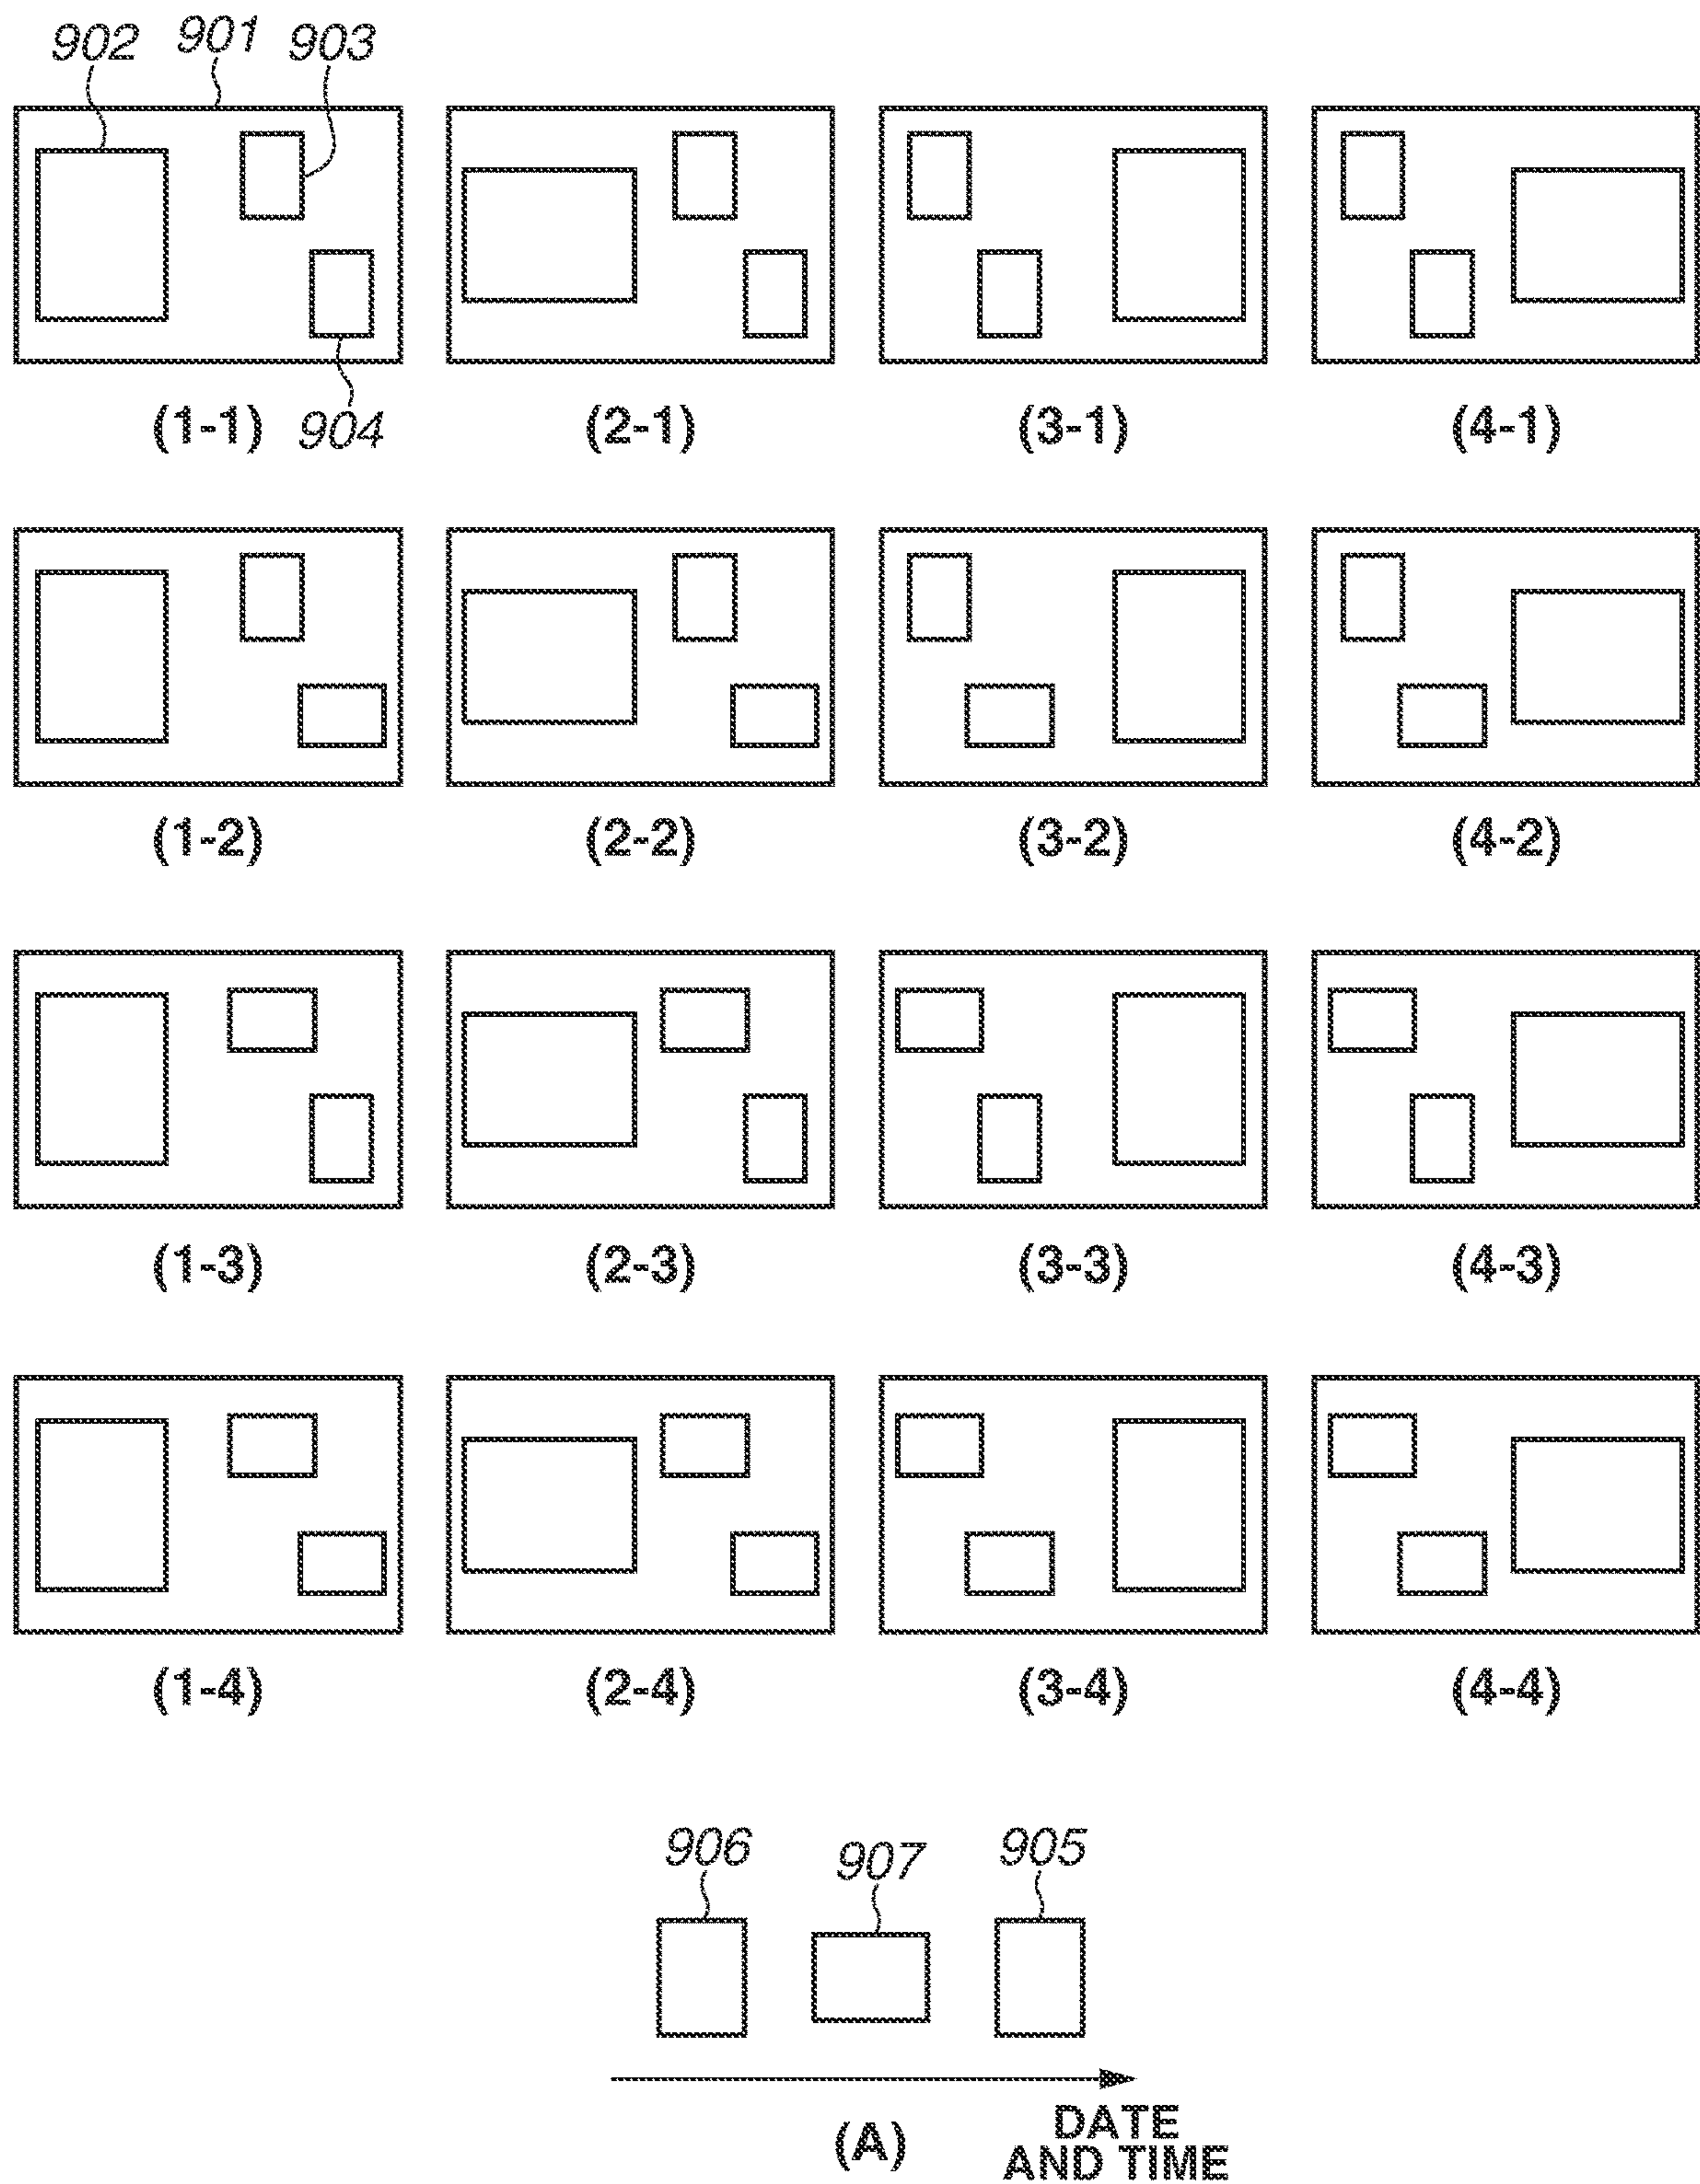 902 901 903
(1-1) 904 (2-1) (3-1) (4-1)
(1-2) (2-2) (3-2) (4-2)
(1-3) (2-3) (3-3) (4-3)
(1-4) (2-4) (3-4) (4-4)
906 907 905
(A) DATE
AND TIME